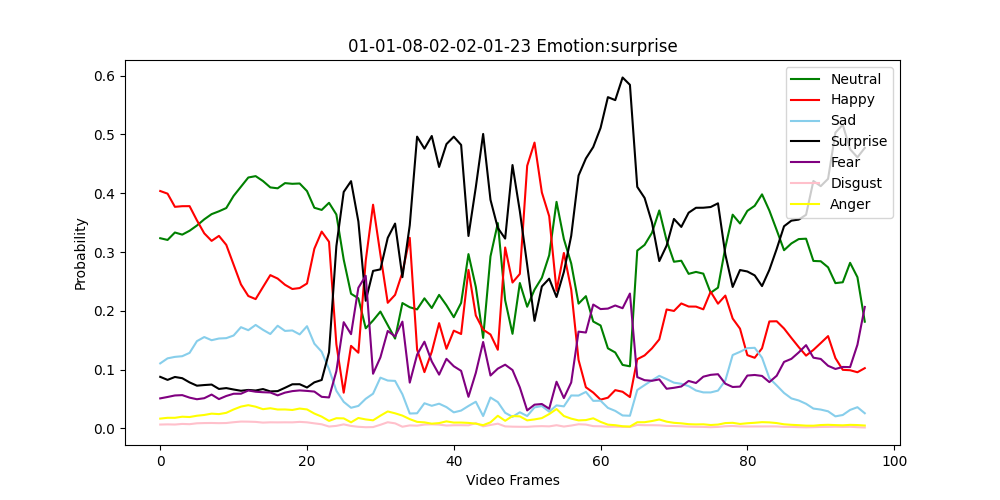 01-01-08-02-02-01-23 Emotion:surprise
Probability
0.6
0.5
0.4
0.3
0.2
0.1
0.0
Neutral
Happy
Sad
Surprise
Fear
Disgust
Anger
0 20 40 60 80 100
Video Frames